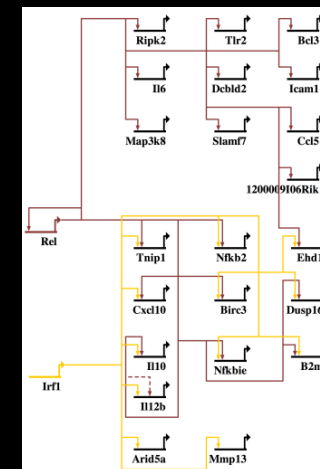 Ripk2 Tlr2 Bcl3
Il6 Dcbld2 Icam1
Map3k8 Slamf7 Ccl5
1200009I06Rik
Rel
Tnip1 Nfkb2 Ehd1
Cxcl10 Birc3 Dusp16
Il10 Nfkbie B2m
Irf1
Il12b
Arid5a Mmp13